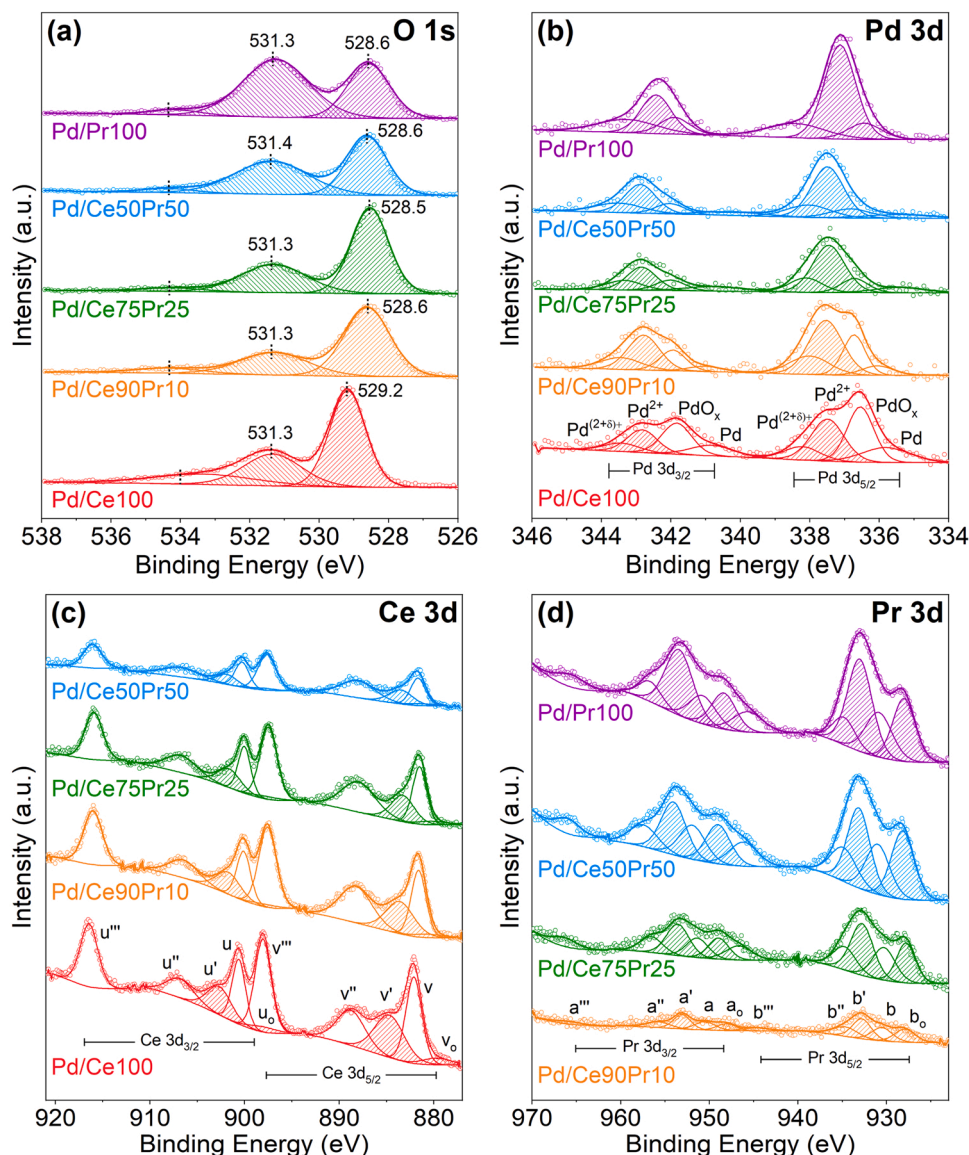 (a)
O 1s
531.3
528.6
Pd/Pr100
531.4
528.6
Pd/Ce50Pr50
528.5
531.3
Pd/Ce75Pr25
528.6
531.3
Pd/Ce90Pr10
529.2
531.3
Pd/Ce100
538 536 534 532 530 528 526
Binding Energy (eV)
Intensity (a.u.)
(b)
Pd 3d
Pd/Pr100
Pd/Ce50Pr50
Pd/Ce75Pr25
Pd/Ce90Pr10
Pd(2+δ)+ Pd2+ PdOx Pd
Pd(2+δ)+ Pd2+ PdOx Pd
Pd 3d3/2
Pd 3d5/2
Pd/Ce100
346 344 342 340 338 336 334
Binding Energy (eV)
Intensity (a.u.)
(c)
Ce 3d
Pd/Ce50Pr50
Pd/Ce75Pr25
Pd/Ce90Pr10
u''' u'' u' u uo v''' v'' v' v vo
Ce 3d3/2
Ce 3d5/2
Pd/Ce100
920 910 900 890 880
Binding Energy (eV)
Intensity (a.u.)
(d)
Pr 3d
Pd/Pr100
Pd/Ce50Pr50
Pd/Ce75Pr25
a''' a'' a' a ao b''' b'' b' b bo
Pr 3d3/2
Pr 3d5/2
Pd/Ce90Pr10
970 960 950 940 930
Binding Energy (eV)
Intensity (a.u.)